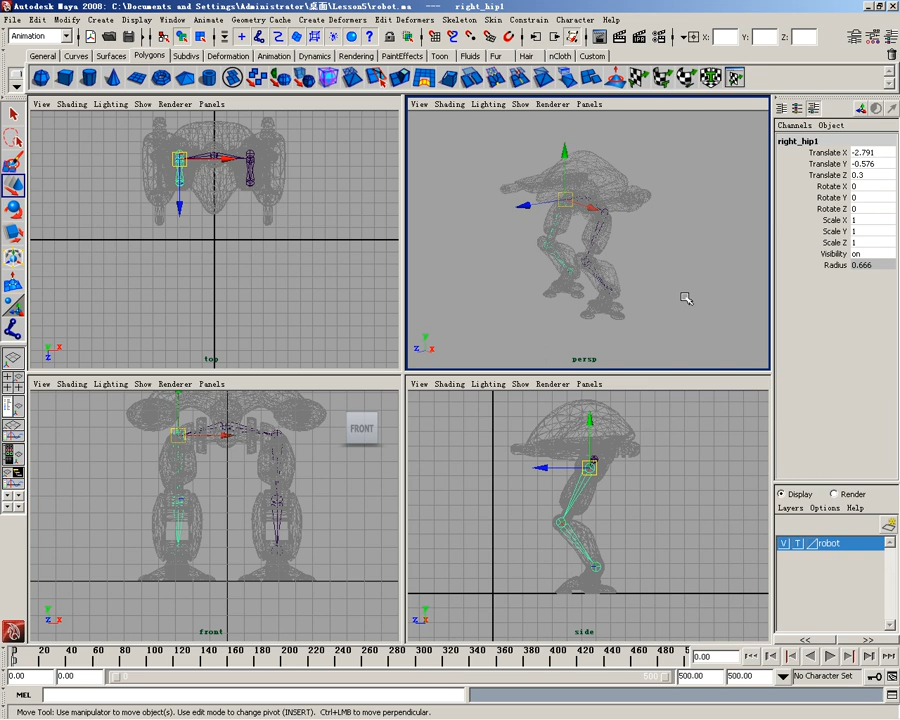 Autodesk Maya 2008: C:\Documents and Settings\Administrator\桌面\Lesson5\robot.ma --- right_hip1
File Edit Modify Create Display Window Animate Geometry Cache Create Deformers Edit Deformers Skeleton Skin Constrain Character Help
Animation X: Y: Z:
General Curves Surfaces Polygons Subdivs Deformation Animation Dynamics Rendering PaintEffects Toon Fluids Fur Hair nCloth Custom
View Shading Lighting Show Renderer Panels
View Shading Lighting Show Renderer Panels
Channels Object
right_hip1
Translate X -2.791
Translate Y -0.576
Translate Z 0.3
Rotate X 0
Rotate Y 0
Rotate Z 0
Scale X 1
Scale Y 1
Scale Z 1
Visibility on
Radius 0.666
top
persp
View Shading Lighting Show Renderer Panels
View Shading Lighting Show Renderer Panels
FRONT
front
side
Display Render
Layers Options Help
V T robot
<< >>
0 20 40 60 80 100 120 140 160 180 200 220 240 260 280 300 320 340 360 380 400 420 440 460 480 0.00
0.00 0.00 0 500 500.00 500.00 No Character Set
MEL
Move Tool: Use manipulator to move object(s). Use edit mode to change pivot (INSERT). Ctrl+LMB to move perpendicular.